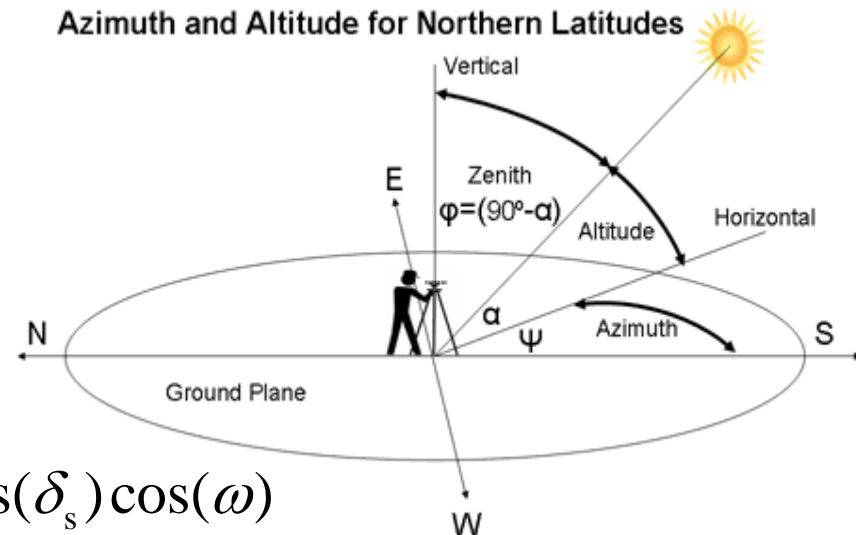 Azimuth and Altitude for Northern Latitudes
Vertical
E
Zenith
φ=(90º-α)
Altitude
Horizontal
α
Ψ
Azimuth
N
S
Ground Plane
s(δs)cos(ω)
W